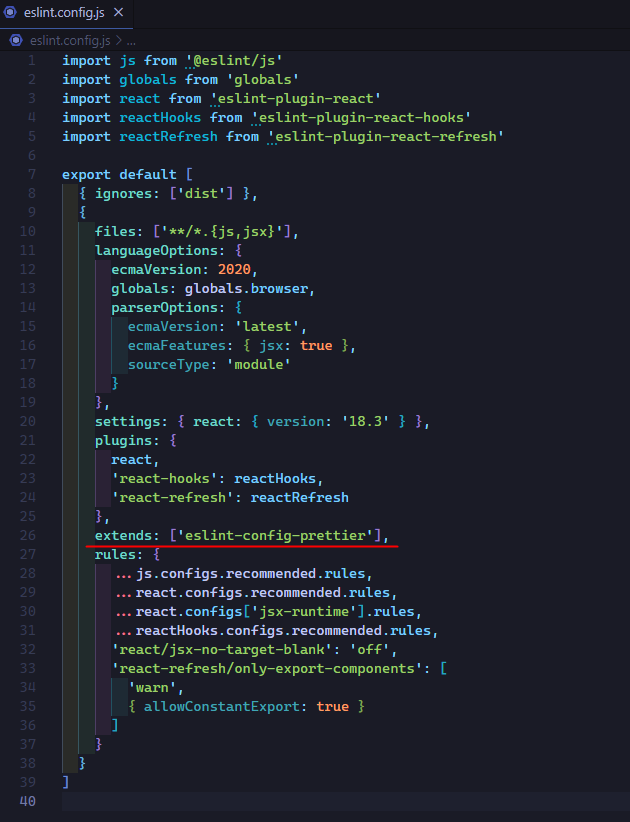 eslint.config.js ×
eslint.config.js > ...
1 import js from '@eslint/js'
2 import globals from 'globals'
3 import react from 'eslint-plugin-react'
4 import reactHooks from 'eslint-plugin-react-hooks'
5 import reactRefresh from 'eslint-plugin-react-refresh'
6
7 export default [
8   { ignores: ['dist'] },
9   {
10     files: ['**/*.{js,jsx}'],
11     languageOptions: {
12       ecmaVersion: 2020,
13       globals: globals.browser,
14       parserOptions: {
15         ecmaVersion: 'latest',
16         ecmaFeatures: { jsx: true },
17         sourceType: 'module'
18       }
19     },
20     settings: { react: { version: '18.3' } },
21     plugins: {
22       react,
23       'react-hooks': reactHooks,
24       'react-refresh': reactRefresh
25     },
26     extends: ['eslint-config-prettier'],
27     rules: {
28       ...js.configs.recommended.rules,
29       ...react.configs.recommended.rules,
30       ...react.configs['jsx-runtime'].rules,
31       ...reactHooks.configs.recommended.rules,
32       'react/jsx-no-target-blank': 'off',
33       'react-refresh/only-export-components': [
34         'warn',
35         { allowConstantExport: true }
36       ]
37     }
38   }
39 ]
40